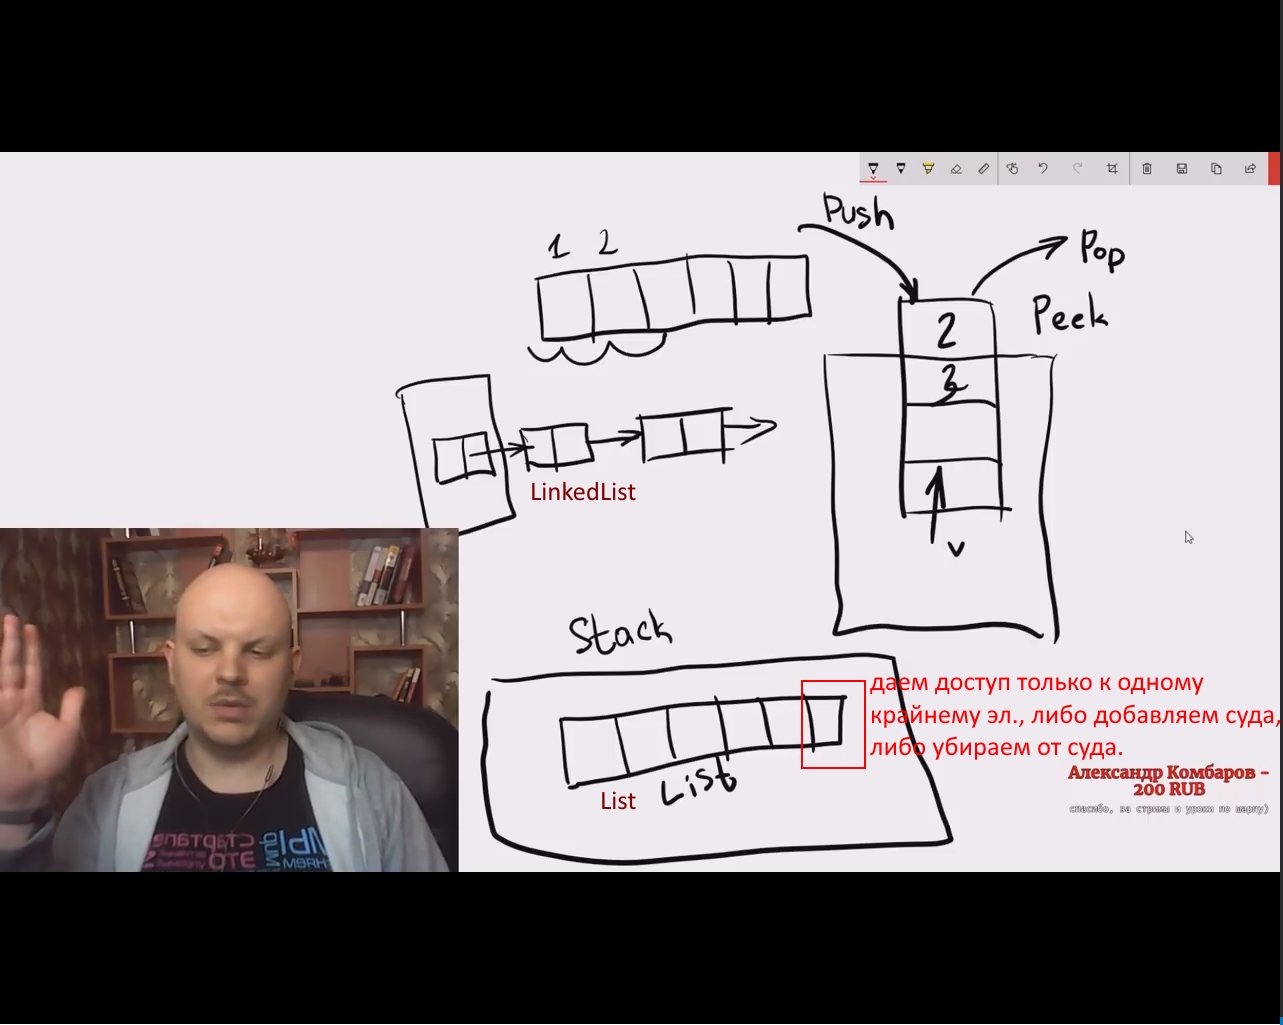 Push
1 2
Pop
2
Peek
3
LinkedList
v
Stack
даем доступ только к одному
крайнему эл., либо добавляем суда,
либо убираем от суда.
List
List
Александр Комбаров -
200 RUB
спасибо, за стримы и уроки по шарпу)